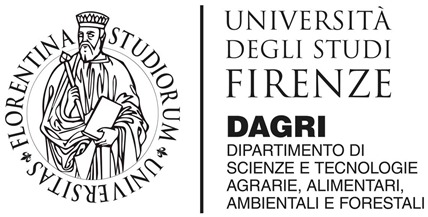 FLORENTINA STUDIORUM UNIVERSITAS
UNIVERSITÀ
DEGLI STUDI
FIRENZE
DAGRI
DIPARTIMENTO DI
SCIENZE E TECNOLOGIE
AGRARIE, ALIMENTARI,
AMBIENTALI E FORESTALI